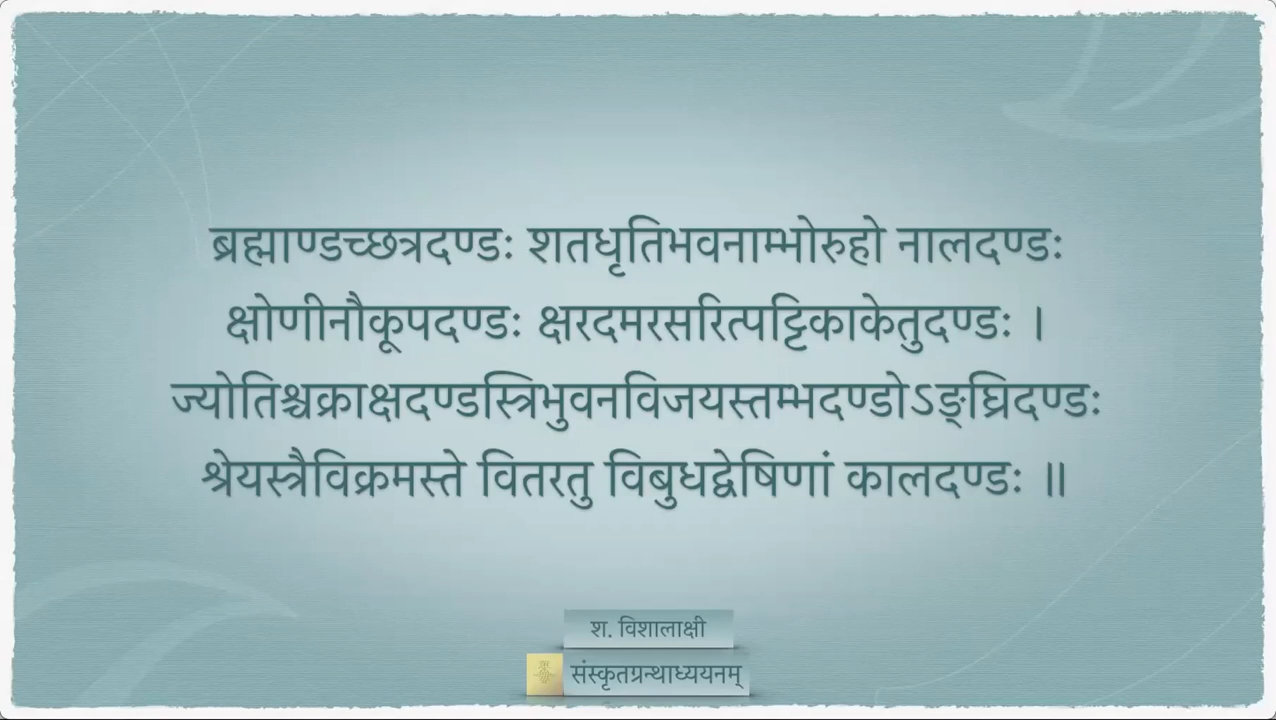 ब्रह्माण्डच्छत्रदण्डः शतधृतिभवनाम्भोरुहो नालदण्डः
क्षोणीनौकूपदण्डः क्षरदमरसरित्पट्टिकाकेतुदण्डः ।
ज्योतिश्चक्राक्षदण्डस्त्रिभुवनविजयस्तम्भदण्डोऽङ्घ्रिदण्डः
श्रेयस्त्रैविक्रमस्ते वितरतु विबुधद्वेषिणां कालदण्डः ॥
श. विशालाक्षी
संस्कृतग्रन्थाध्ययनम्